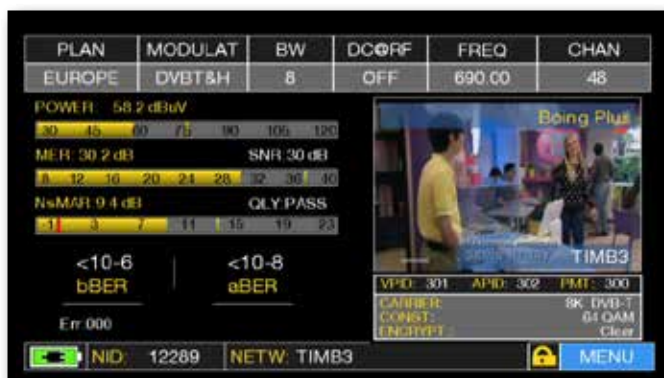 PLAN MODULAT BW DC@RF FREQ CHAN
EUROPE DVBT&H 8 OFF 690.00 48
POWER: 58.2 dBuV
30 45 60 75 90 105 120
MER: 30.2 dB SNR 30 dB
8 12 16 20 24 28 32 36 40
NsMAR 9.4 dB QLY:PASS
-1 3 7 11 15 19 23
<10-6 <10-8
bBER aBER
Err 000
Boing Plus
TIMB3
VPID: 301 APID: 302 PMT: 300
CARRIER: 8K DVB-T
CONST: 64 QAM
ENCRYPT.: Clear
NID: 12289 NETW: TIMB3 MENU